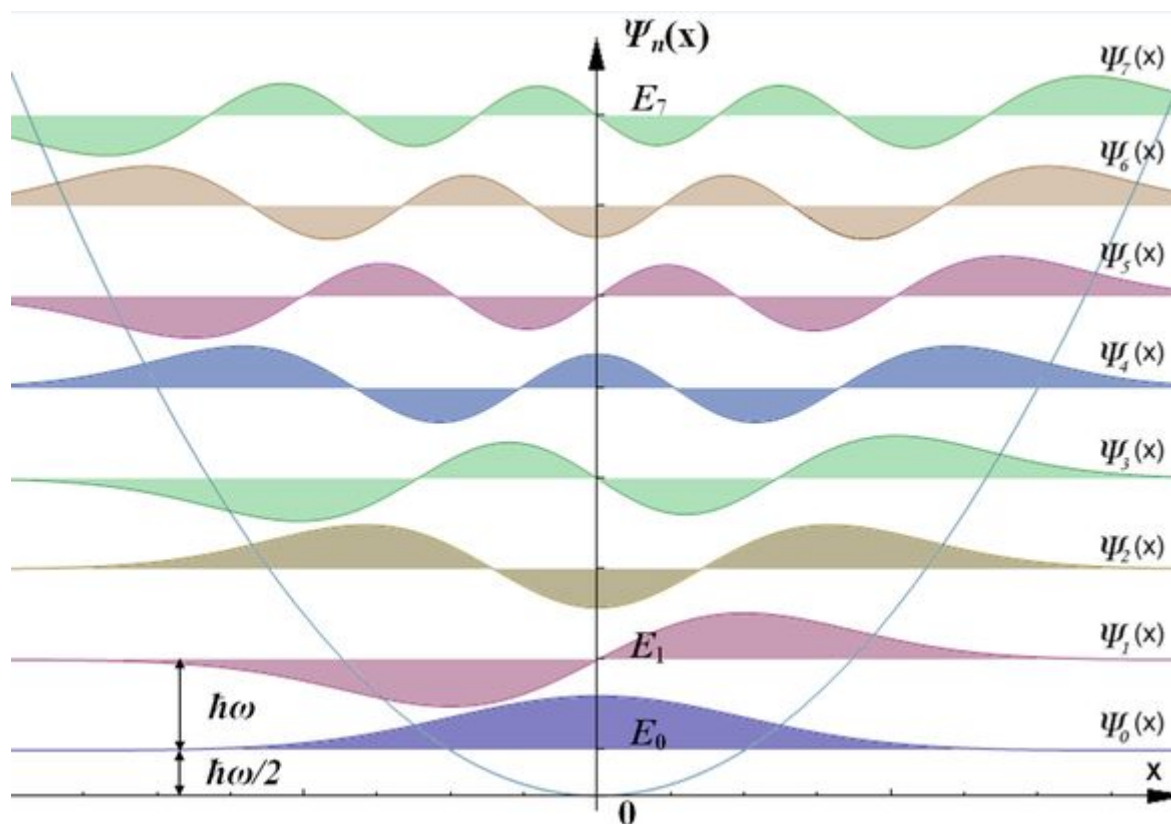 Ψn(x)
Ψ7(x)
E7
Ψ6(x)
Ψ5(x)
Ψ4(x)
Ψ3(x)
Ψ2(x)
Ψ1(x)
E1
ħω
Ψ0(x)
E0
ħω/2
x
0